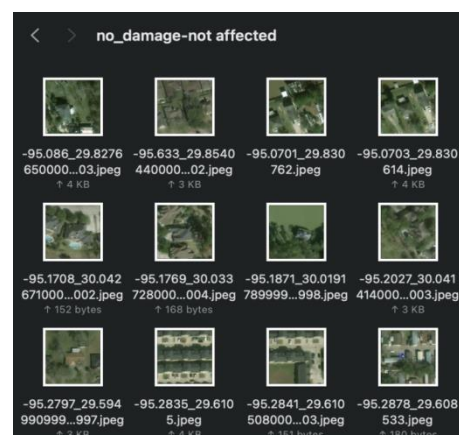 no_damage-not affected
-95.086_29.8276 -95.633_29.8540 -95.0701_29.830 -95.0703_29.830
650000...03.jpeg 440000...02.jpeg 762.jpeg 614.jpeg
↑ 4 KB ↑ 3 KB ↑ 4 KB
-95.1708_30.042 -95.1769_30.033 -95.1871_30.0191 -95.2027_30.041
671000...002.jpeg 728000...004.jpeg 789999...998.jpeg 414000...003.jpeg
↑ 152 bytes ↑ 168 bytes ↑ 3 KB
-95.2797_29.594 -95.2835_29.610 -95.2841_29.610 -95.2878_29.608
990999...997.jpeg 5.jpeg 508000...03.jpeg 533.jpeg
↑ 3 KB ↑ 4 KB ↑ 151 bytes ↑ 180 bytes